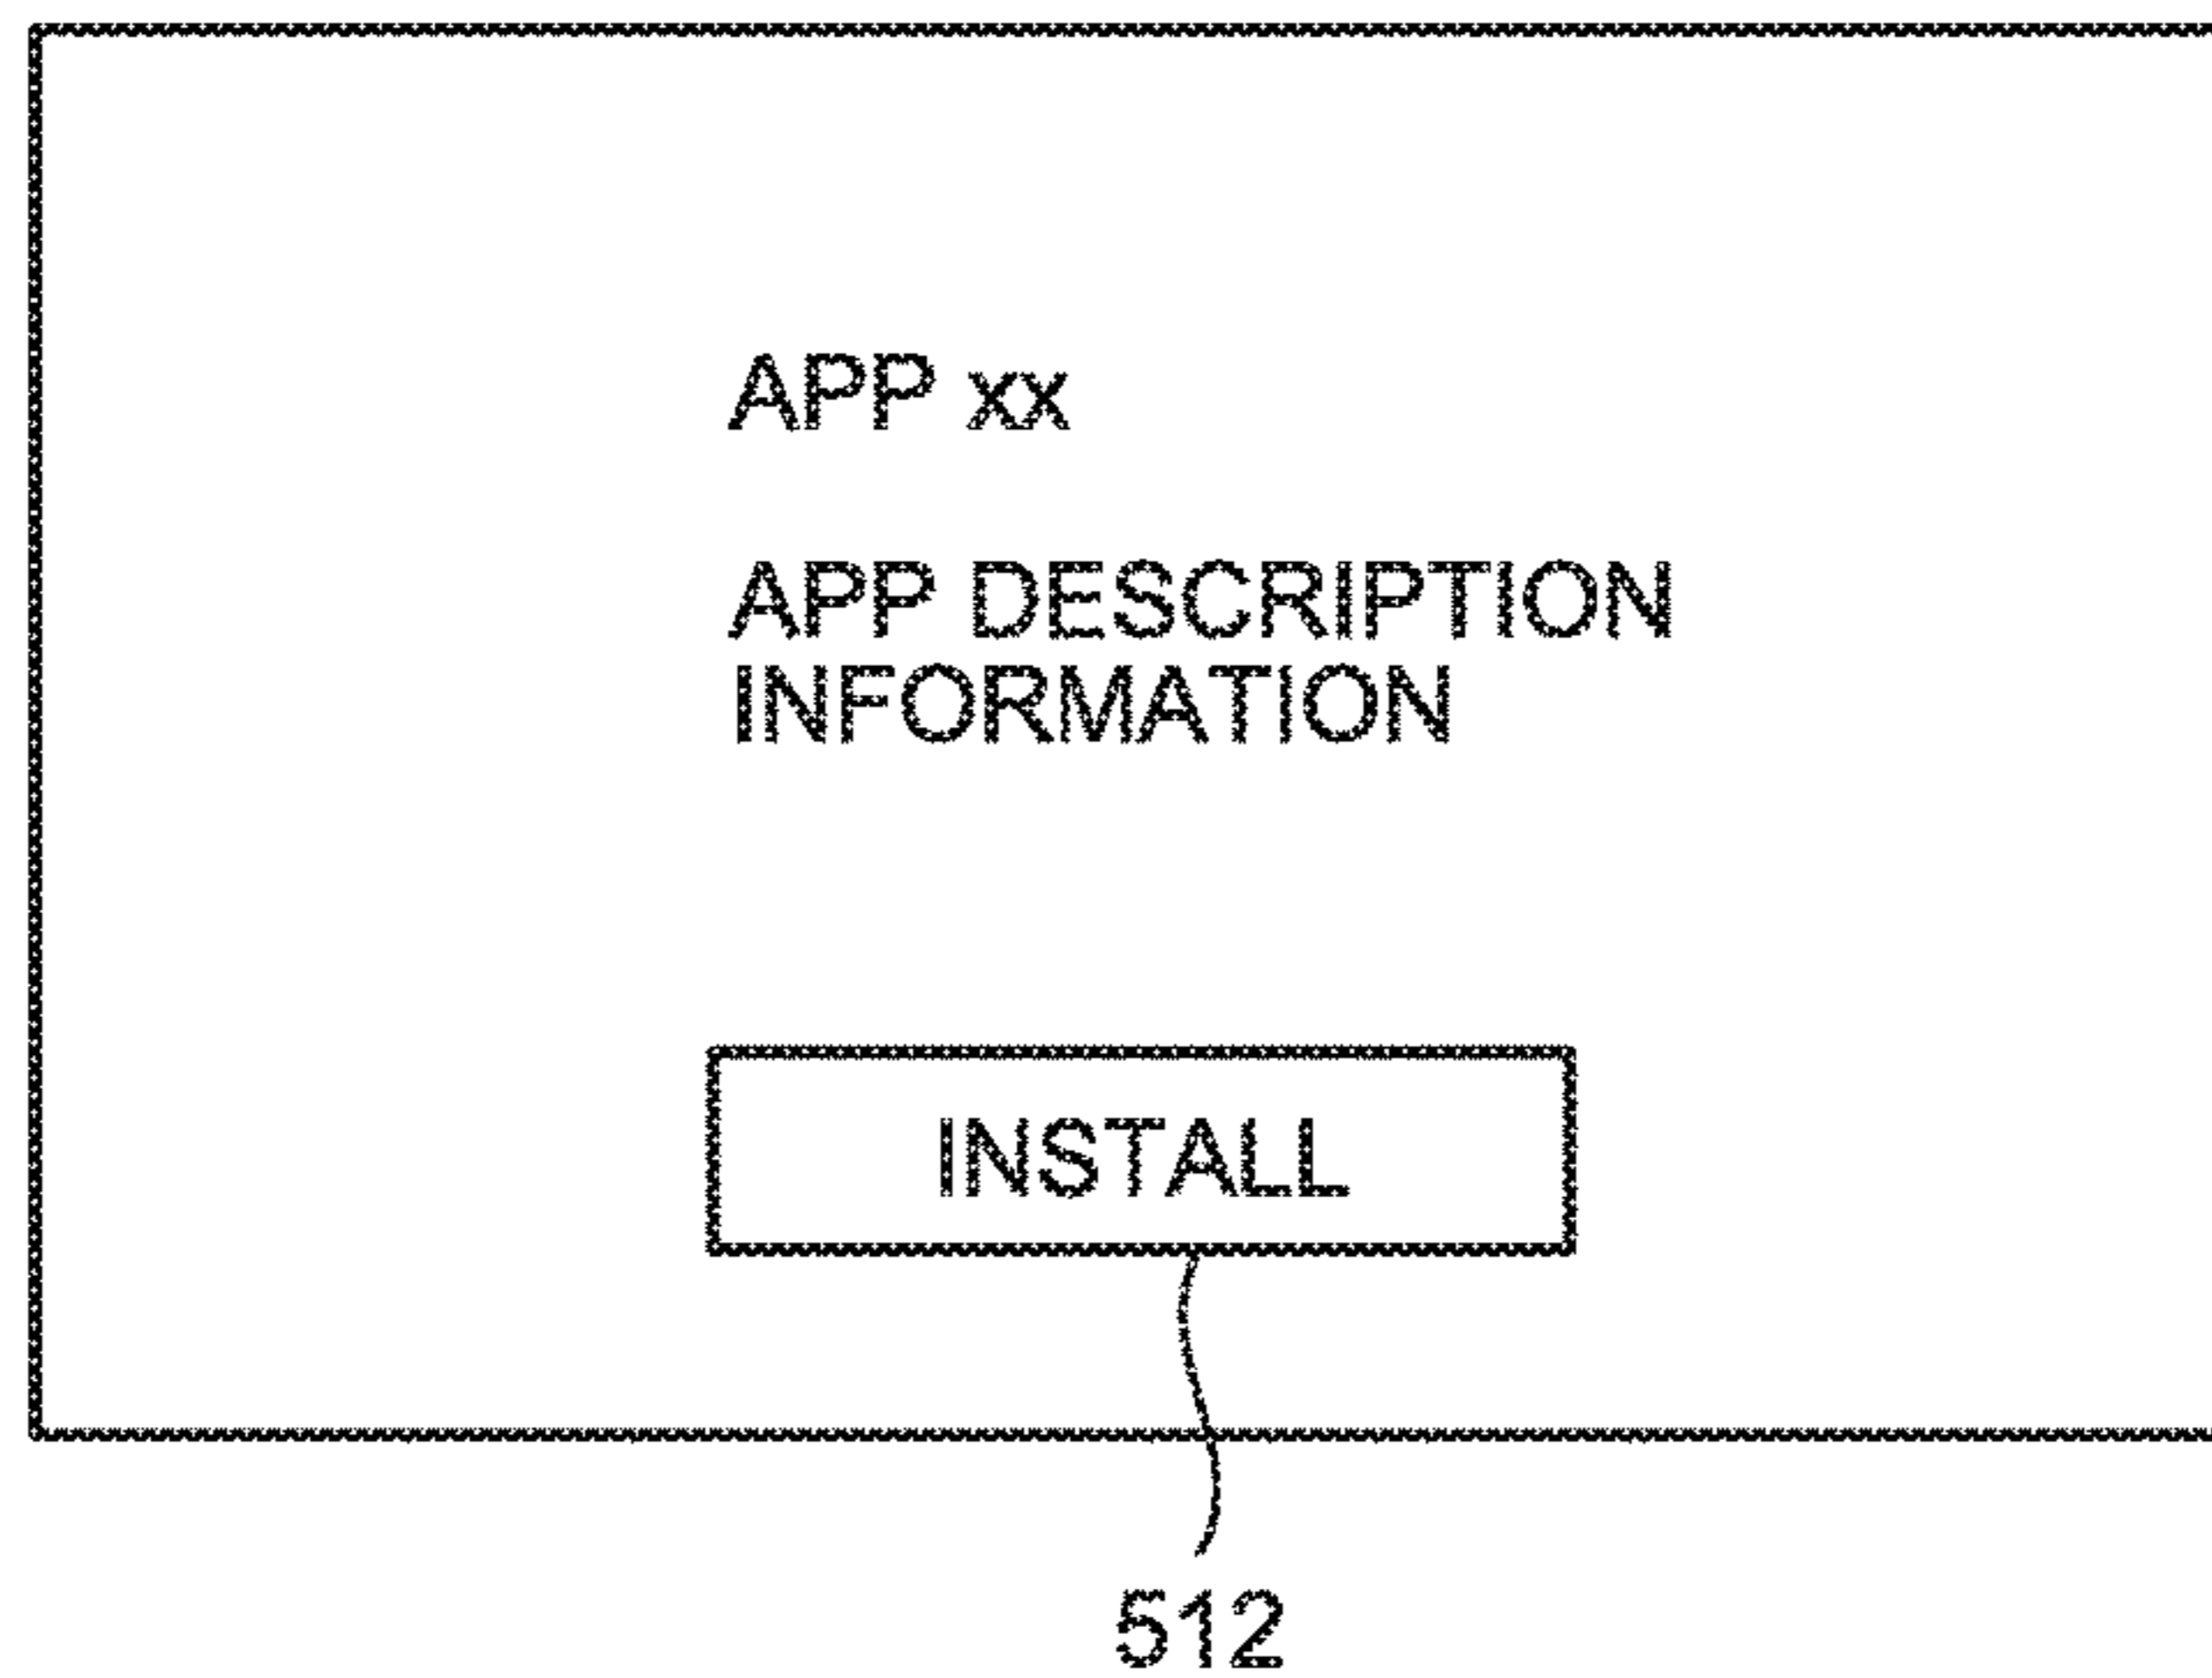 APP xx
APP DESCRIPTION
INFORMATION
INSTALL
512